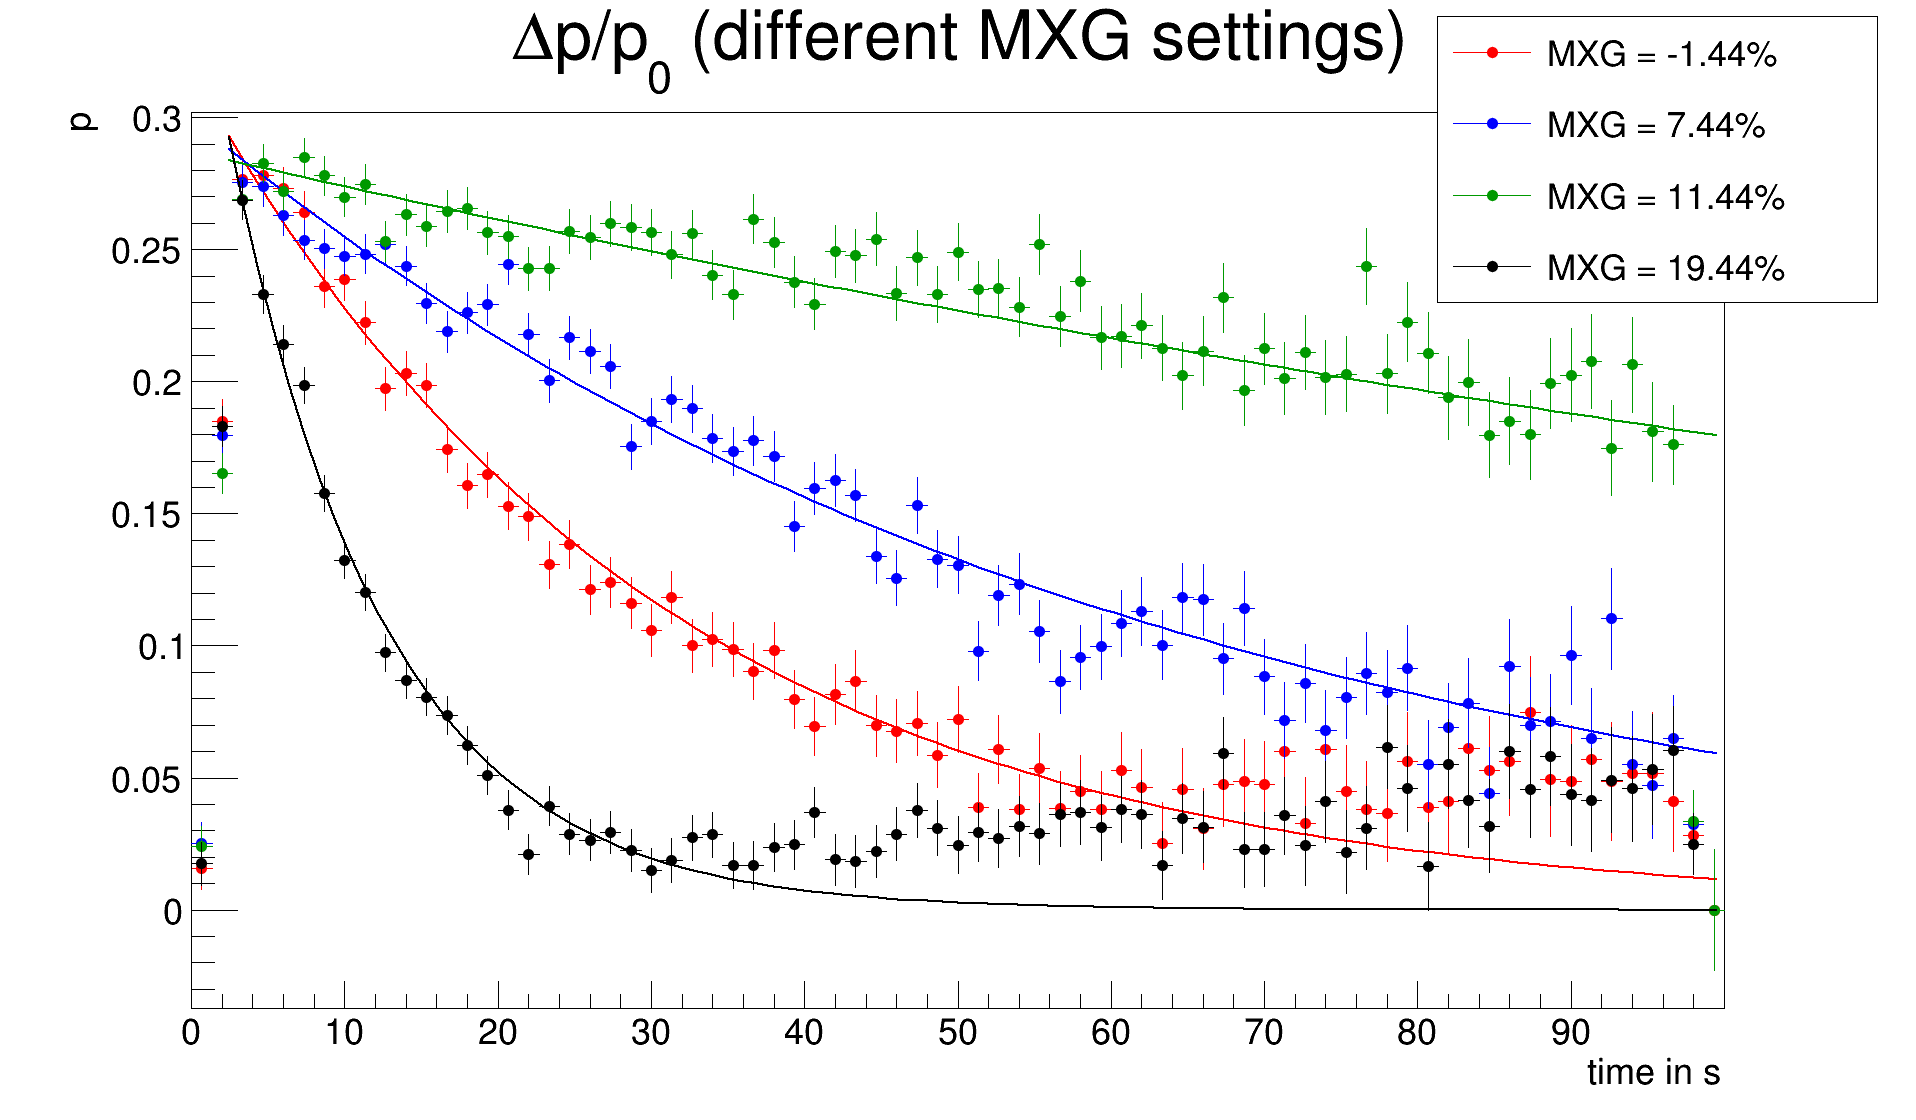 Δp/p₀ (different MXG settings)
MXG = -1.44%
MXG = 7.44%
MXG = 11.44%
MXG = 19.44%
p
0.3
0.25
0.2
0.15
0.1
0.05
0
0 10 20 30 40 50 60 70 80 90
time in s